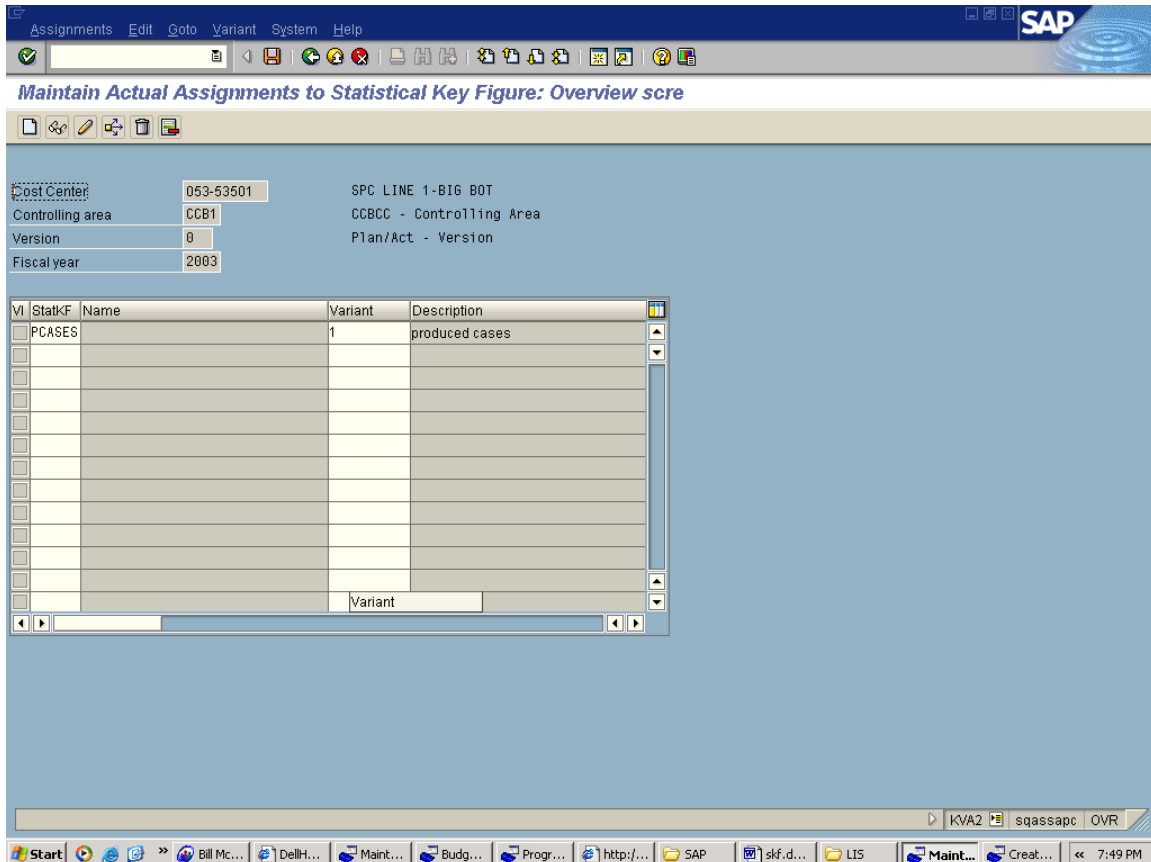 Assignments Edit Goto Variant System Help
SAP
Maintain Actual Assignments to Statistical Key Figure: Overview scre
Cost Center 053-53501 SPC LINE 1-BIG BOT
Controlling area CCB1 CCBCC - Controlling Area
Version 0 Plan/Act - Version
Fiscal year 2003
VI StatKF Name Variant Description
PCASES 1 produced cases
Variant
KVA2 sqassapc OVR
Start » Bill Mc... DellH... Maint... Budg... Progr... http:/... SAP skf.d... LIS Maint... Creat... « 7:49 PM